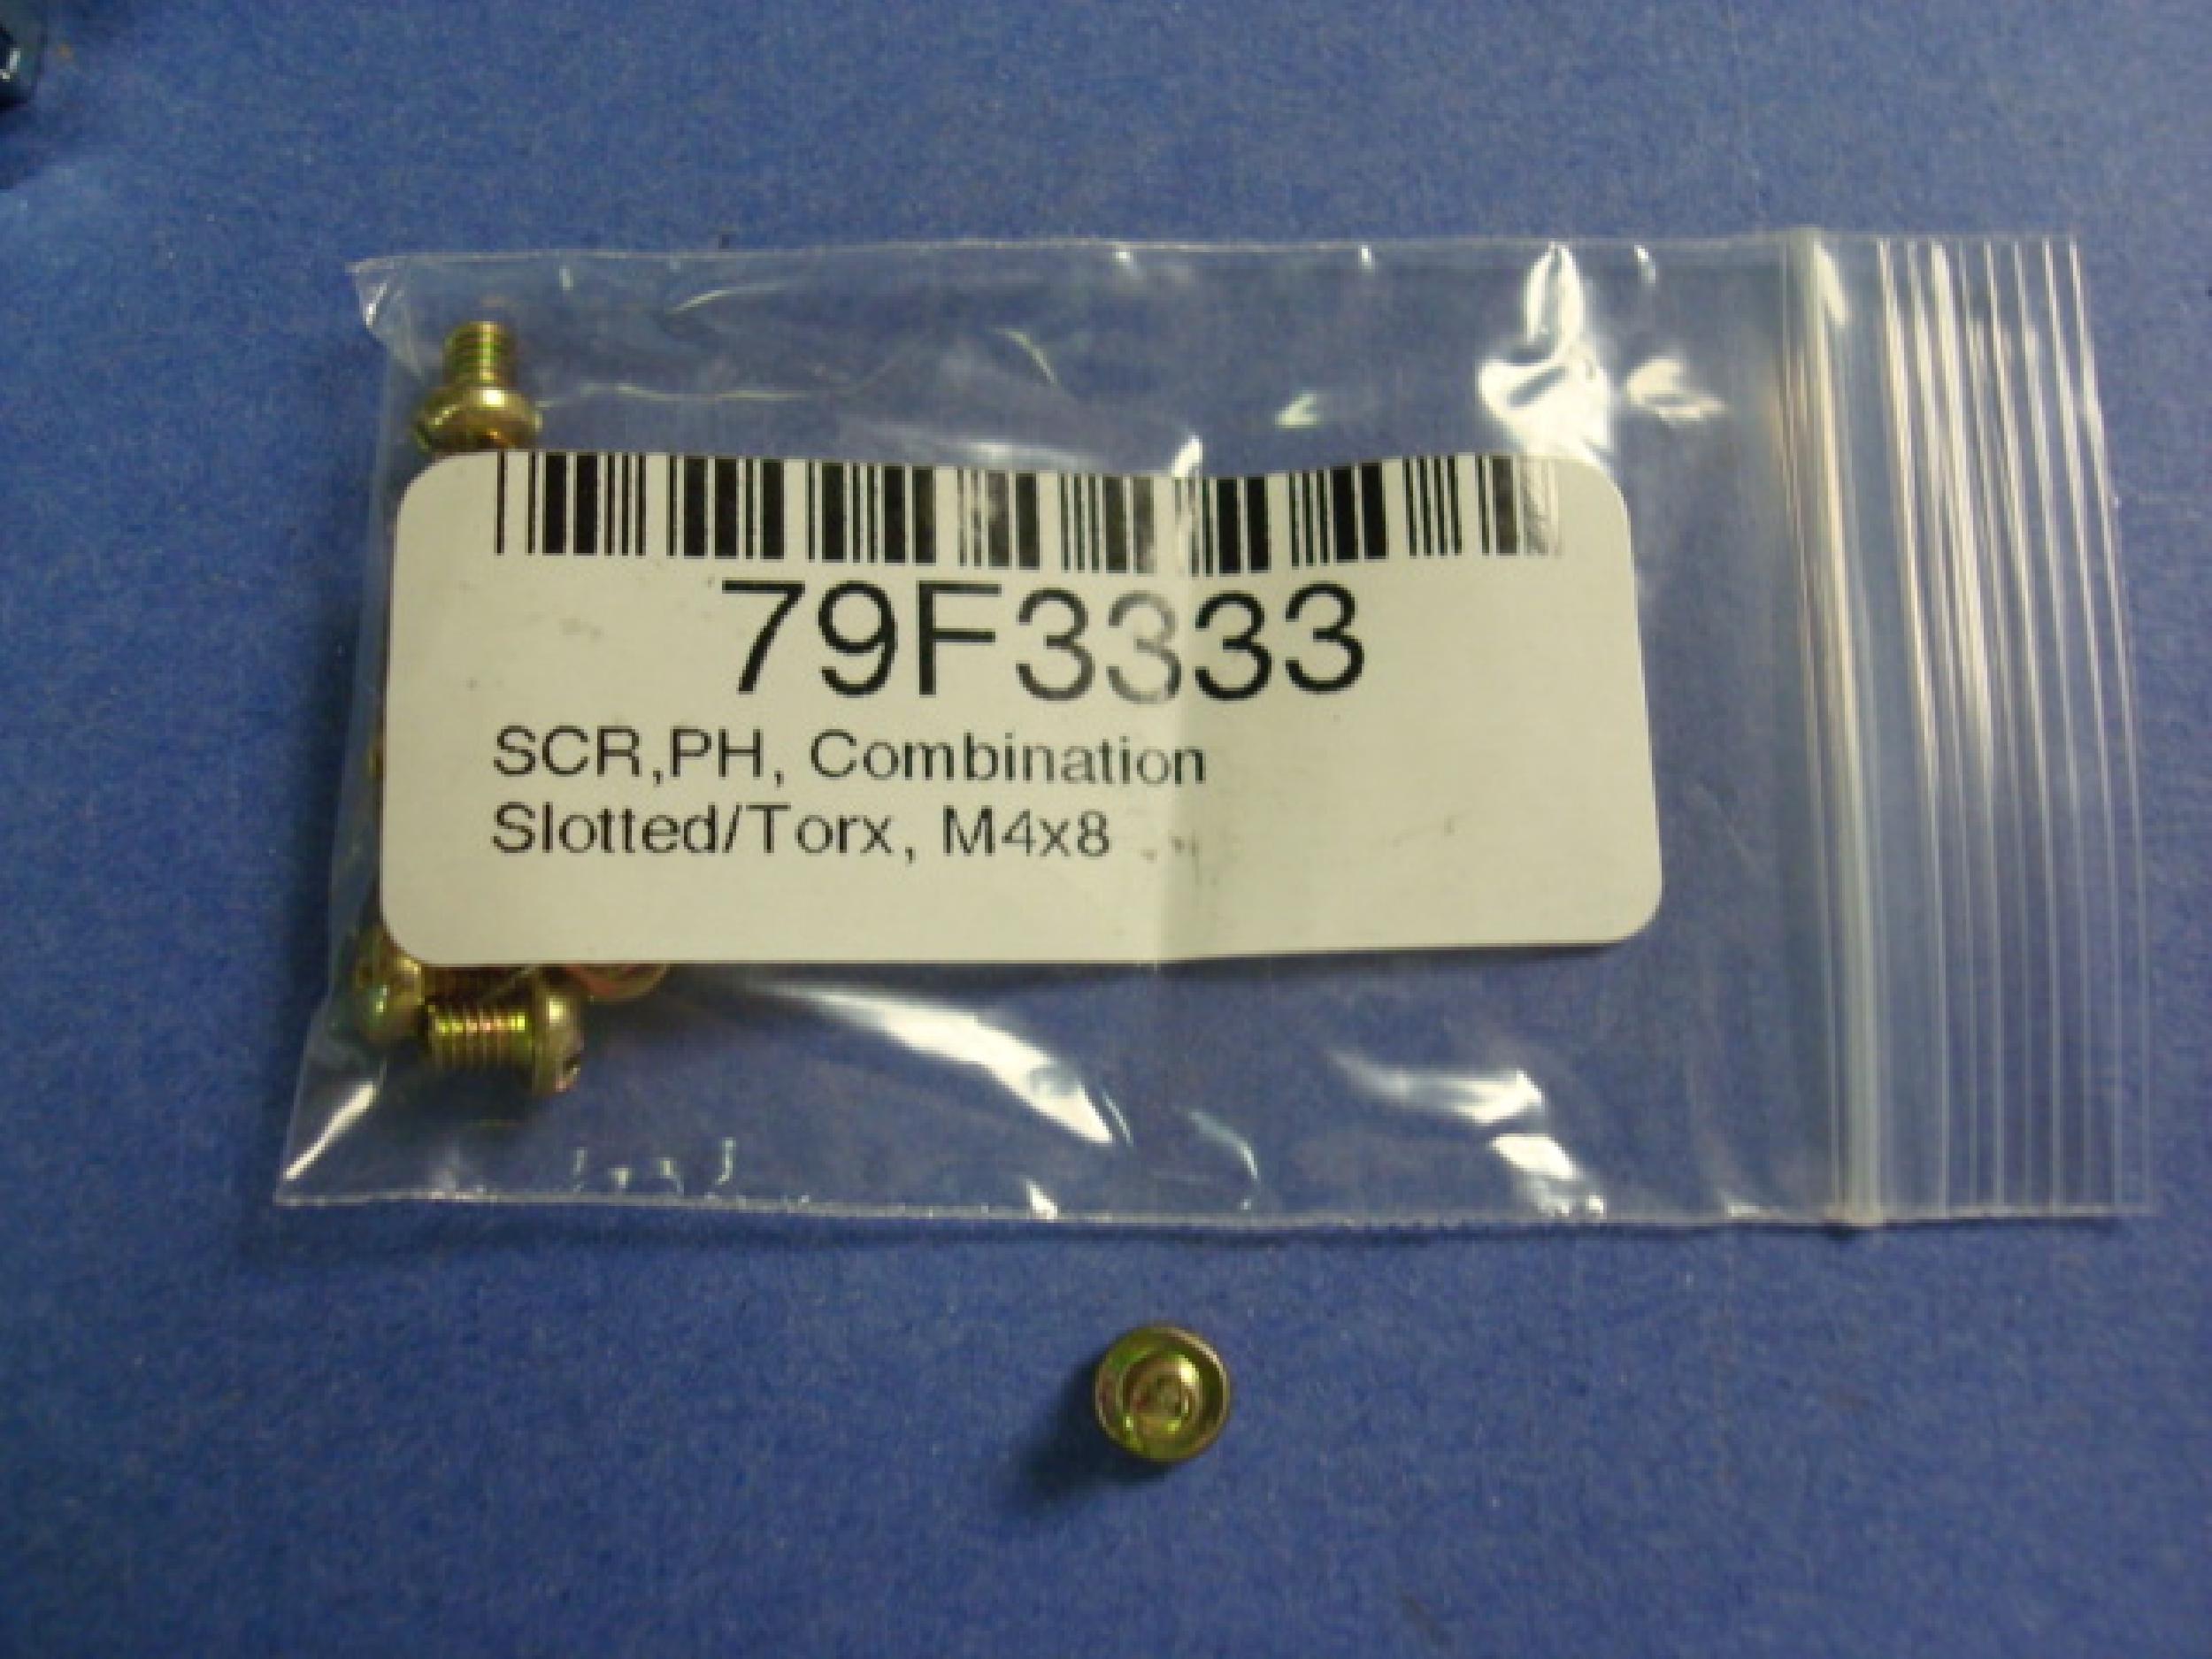 79F3333
SCR,PH, Combination
Slotted/Torx, M4x8